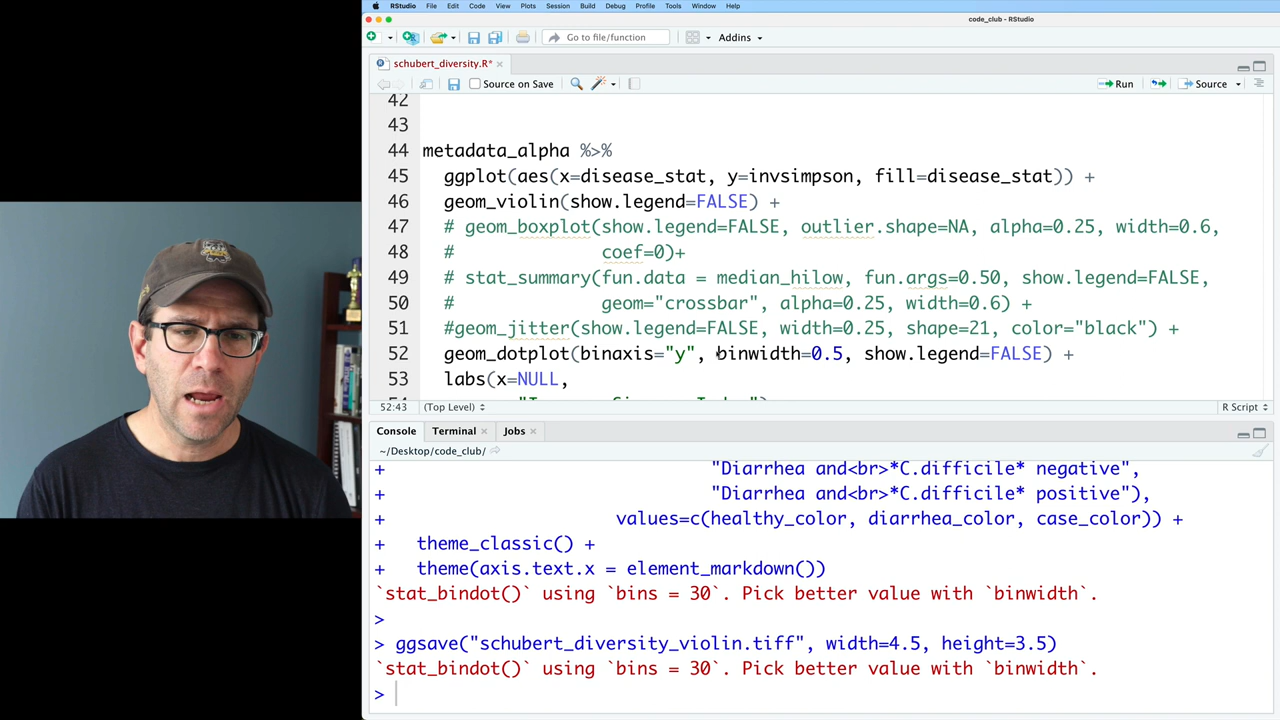 RStudio File Edit Code View Plots Session Build Debug Profile Tools Window Help
code_club - RStudio
Go to file/function Addins
schubert_diversity.R*
Source on Save Run Source
42
43
44 metadata_alpha %>%
45 ggplot(aes(x=disease_stat, y=invsimpson, fill=disease_stat)) +
46 geom_violin(show.legend=FALSE) +
47 # geom_boxplot(show.legend=FALSE, outlier.shape=NA, alpha=0.25, width=0.6,
48 # coef=0)+
49 # stat_summary(fun.data = median_hilow, fun.args=0.50, show.legend=FALSE,
50 # geom="crossbar", alpha=0.25, width=0.6) +
51 #geom_jitter(show.legend=FALSE, width=0.25, shape=21, color="black") +
52 geom_dotplot(binaxis="y", binwidth=0.5, show.legend=FALSE) +
53 labs(x=NULL,
52:43 (Top Level) R Script
Console Terminal Jobs
~/Desktop/code_club/
+ "Diarrhea and<br>*C.difficile* negative",
+ "Diarrhea and<br>*C.difficile* positive"),
+ values=c(healthy_color, diarrhea_color, case_color)) +
+ theme_classic() +
+ theme(axis.text.x = element_markdown())
`stat_bindot()` using `bins = 30`. Pick better value with `binwidth`.
>
> ggsave("schubert_diversity_violin.tiff", width=4.5, height=3.5)
`stat_bindot()` using `bins = 30`. Pick better value with `binwidth`.
>